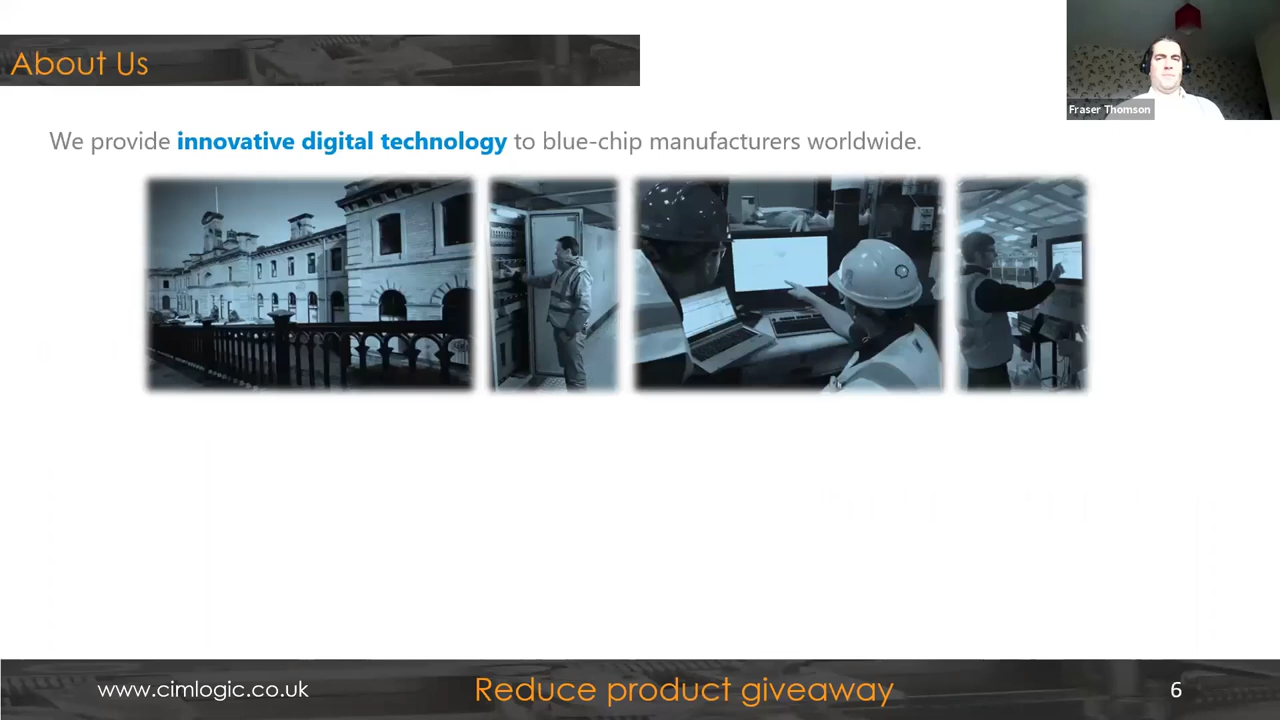 About Us
Fraser Thomson
We provide innovative digital technology to blue-chip manufacturers worldwide.
www.cimlogic.co.uk
Reduce product giveaway
6